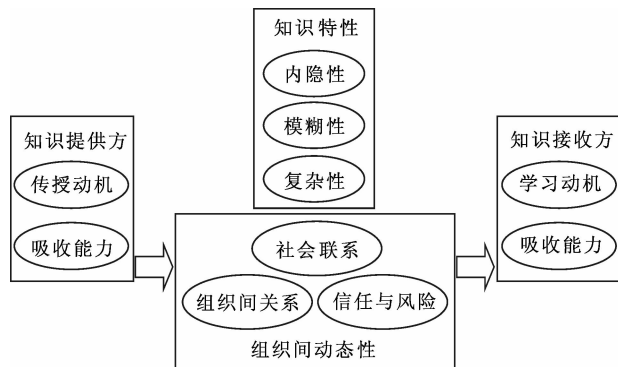 知识特性
内隐性
模糊性
复杂性
知识提供方
传授动机
吸收能力
社会联系
组织间关系
信任与风险
组织间动态性
知识接收方
学习动机
吸收能力